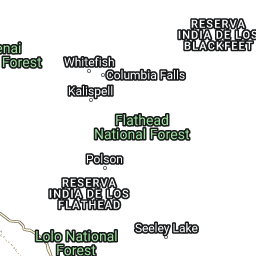 RESERVA
INDIA DE LOS
BLACKFEET
enai
Forest
Whitefish
Columbia Falls
Kalispell
Flathead
National Forest
Polson
RESERVA
INDIA DE LOS
FLATHEAD
Seeley Lake
Lolo National
Forest